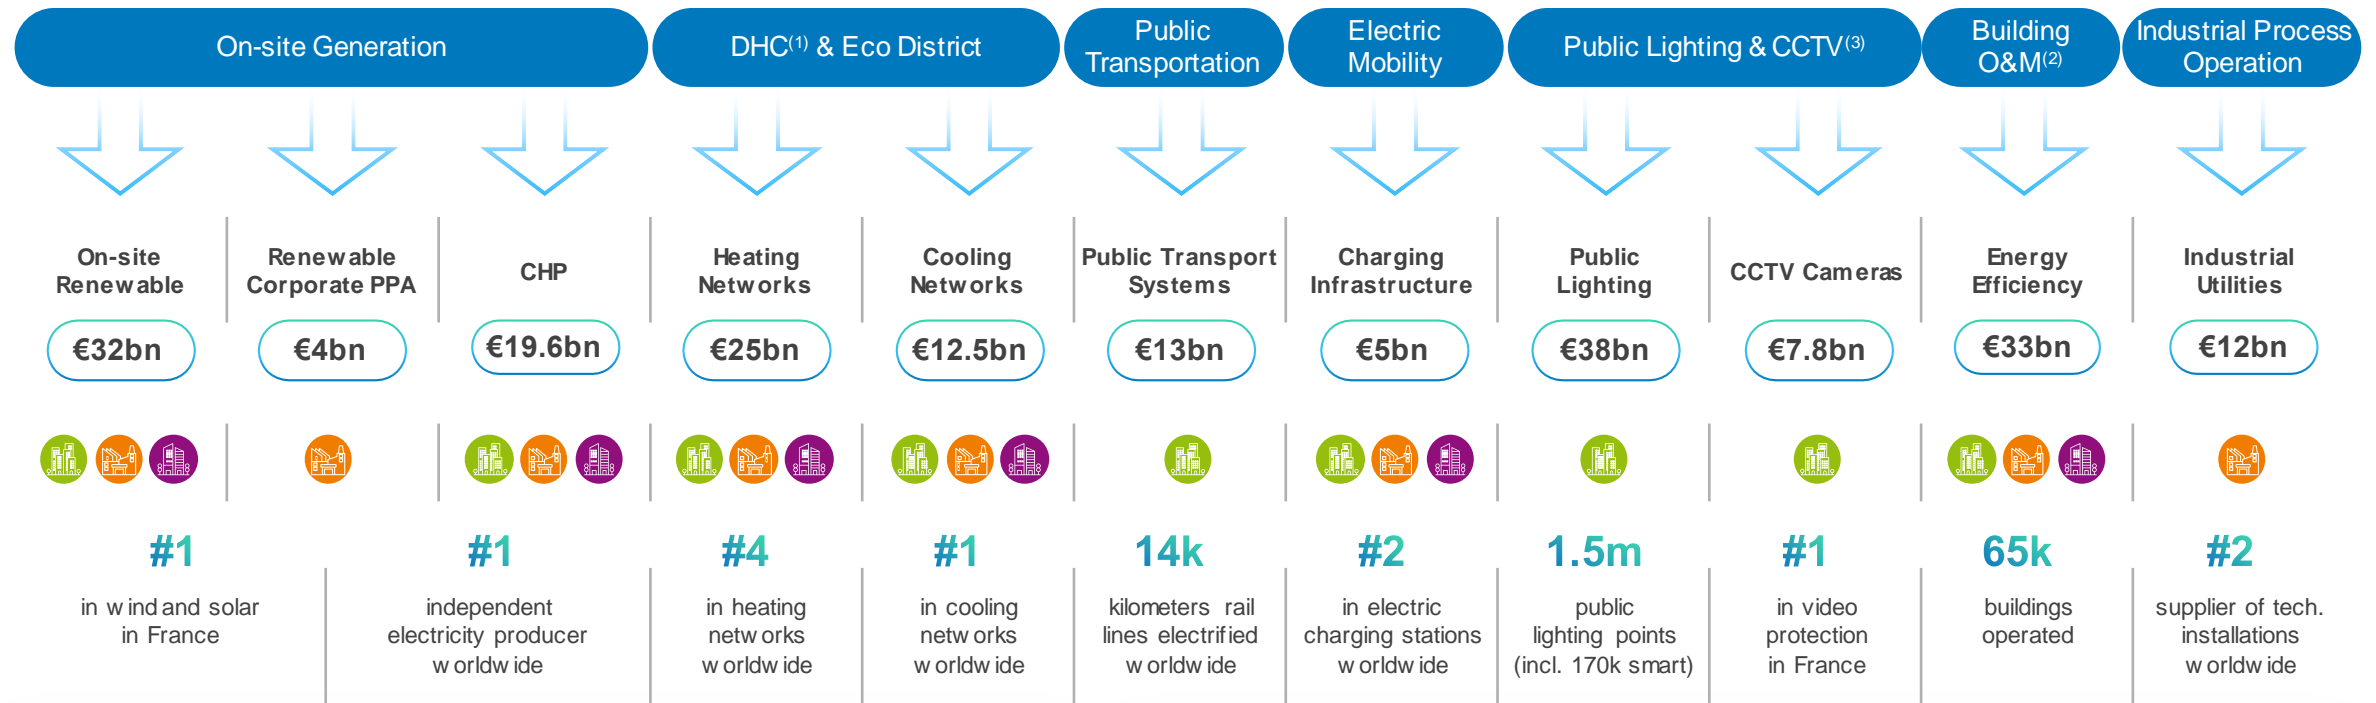 On-site Generation
DHC(1) & Eco District
Public
Transportation
Electric
Mobility
Public Lighting & CCTV(3)
Building
O&M(2)
Industrial Process
Operation
On-site
Renewable
Renewable
Corporate PPA
CHP
Heating
Networks
Cooling
Networks
Public Transport
Systems
Charging
Infrastructure
Public
Lighting
CCTV Cameras
Energy
Efficiency
Industrial
Utilities
€32bn
€4bn
€19.6bn
€25bn
€12.5bn
€13bn
€5bn
€38bn
€7.8bn
€33bn
€12bn
#1
in wind and solar
in France
#1
independent
electricity producer
worldwide
#4
in heating
networks
worldwide
#1
in cooling
networks
worldwide
14k
kilometers rail
lines electrified
worldwide
#2
in electric
charging stations
worldwide
1.5m
public
lighting points
(incl. 170k smart)
#1
in video
protection
in France
65k
buildings
operated
#2
supplier of tech.
installations
worldwide